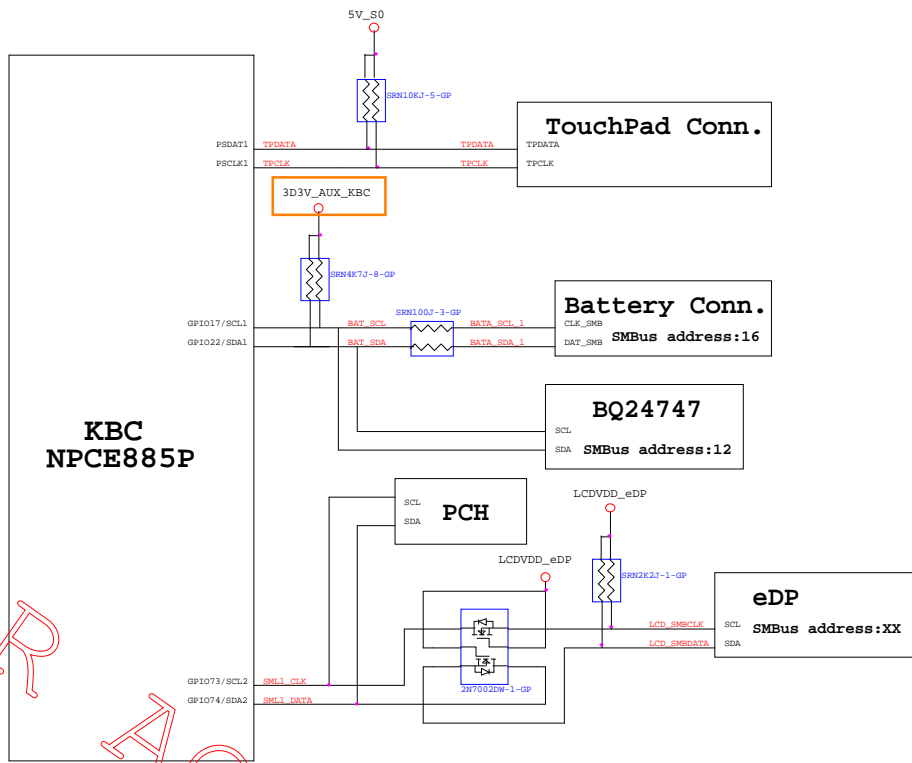 5V_S0
SRN10KJ-5-GP
TouchPad Conn.
PSDAT1 TPDATA TPDATA TPDATA
PSCLK1 TPCLK TPCLK TPCLK
3D3V_AUX_KBC
SRN4K7J-8-GP
SRN100J-3-GP
Battery Conn.
GPIO17/SCL1 BAT_SCL BATA_SCL_1 CLK_SMB
SMBus address:16
GPIO22/SDA1 BAT_SDA BATA_SDA_1 DAT_SMB
BQ24747
SCL
SDA SMBus address:12
KBC
NPCE885P
SCL
SDA
PCH
LCDVDD_eDP
LCDVDD_eDP
SRN2K2J-1-GP
eDP
LCD_SMBCLK SCL
SMBus address:XX
LCD_SMBDATA SDA
GPIO73/SCL2 SML1_CLK
2N7002DW-1-GP
GPIO74/SDA2 SML1_DATA
R
A